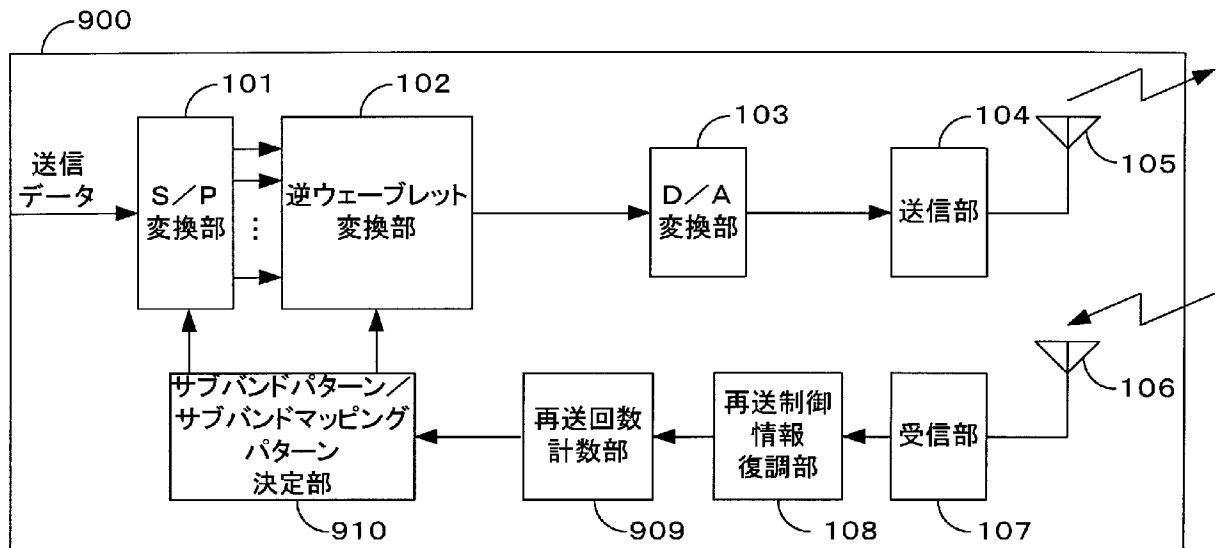 900
101
102
103
104
105
送信
データ
S／P
変換部
⋮
逆ウェーブレット
変換部
D／A
変換部
送信部
サブバンドパターン／
サブバンドマッピング
パターン
決定部
再送回数
計数部
再送制御
情報
復調部
受信部
106
910
909
108
107